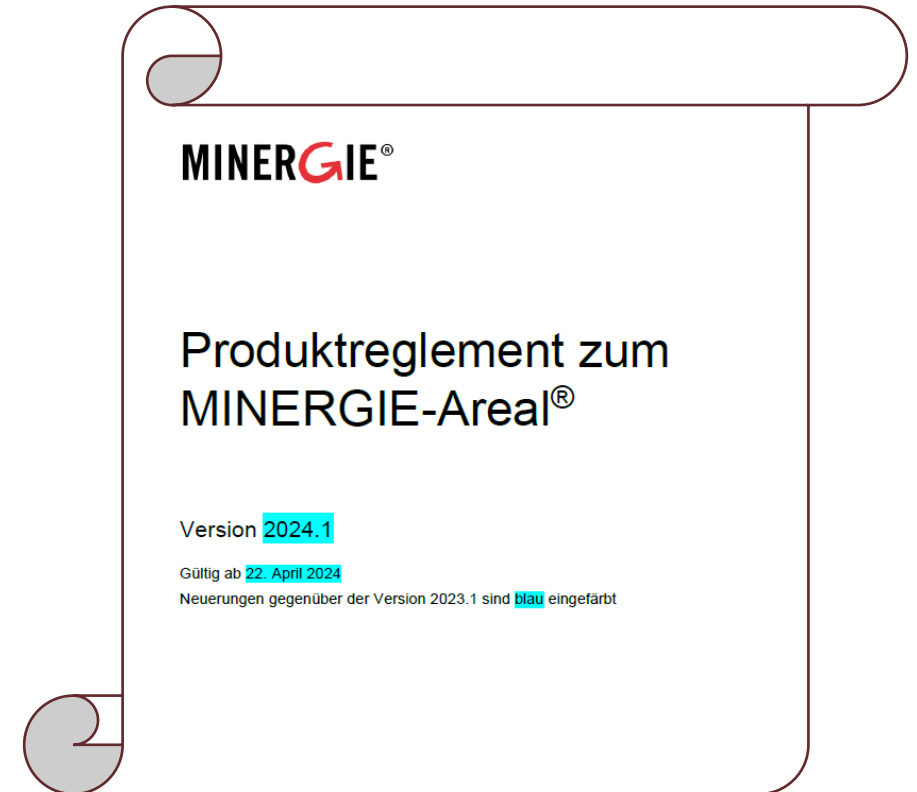 MINERGIE®
Produktreglement zum
MINERGIE-Areal®
Version 2024.1
Gültig ab 22. April 2024
Neuerungen gegenüber der Version 2023.1 sind blau eingefärbt